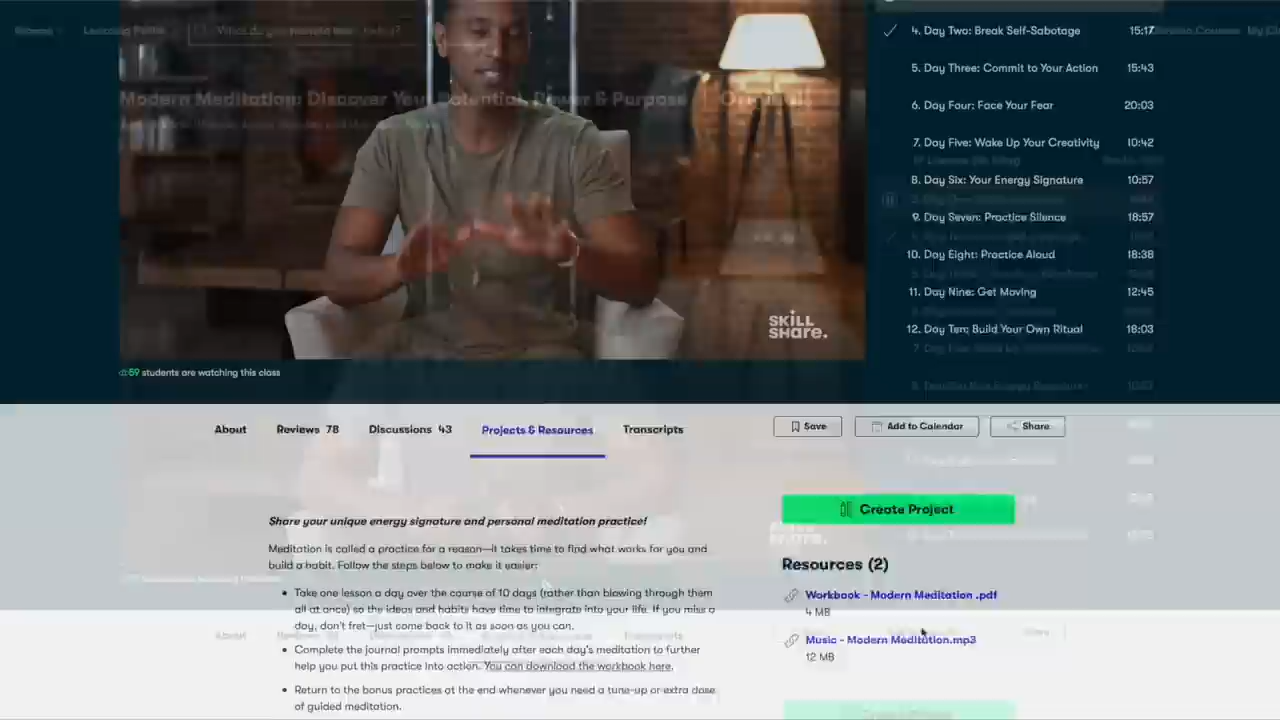 Modern Meditation: Discover Your Potential, Power & Purpose
4. Day Two: Break Self-Sabotage 15:17
5. Day Three: Commit to Your Action 15:43
6. Day Four: Face Your Fear 20:03
7. Day Five: Wake Up Your Creativity 10:42
8. Day Six: Your Energy Signature 10:57
9. Day Seven: Practice Silence 18:57
10. Day Eight: Practice Aloud 18:38
11. Day Nine: Get Moving 12:45
12. Day Ten: Build Your Own Ritual 18:03
SKILL
SHARE.
59 students are watching this class
About Reviews 78 Discussions 43 Projects & Resources Transcripts
Save Add to Calendar Share
Create Project
Share your unique energy signature and personal meditation practice!
Meditation is called a practice for a reason—it takes time to find what works for you and
build a habit. Follow the steps below to make it easier:
• Take one lesson a day over the course of 10 days (rather than blowing through them
all at once) so the ideas and habits have time to integrate into your life. If you miss a
day, don't fret—just come back to it as soon as you can.
• Complete the journal prompts immediately after each day's meditation to further
help you put this practice into action. You can download the workbook here.
• Return to the bonus practices at the end whenever you need a tune-up or extra dose
of guided meditation.
Resources (2)
Workbook - Modern Meditation .pdf
4 MB
Music - Modern Meditation.mp3
12 MB